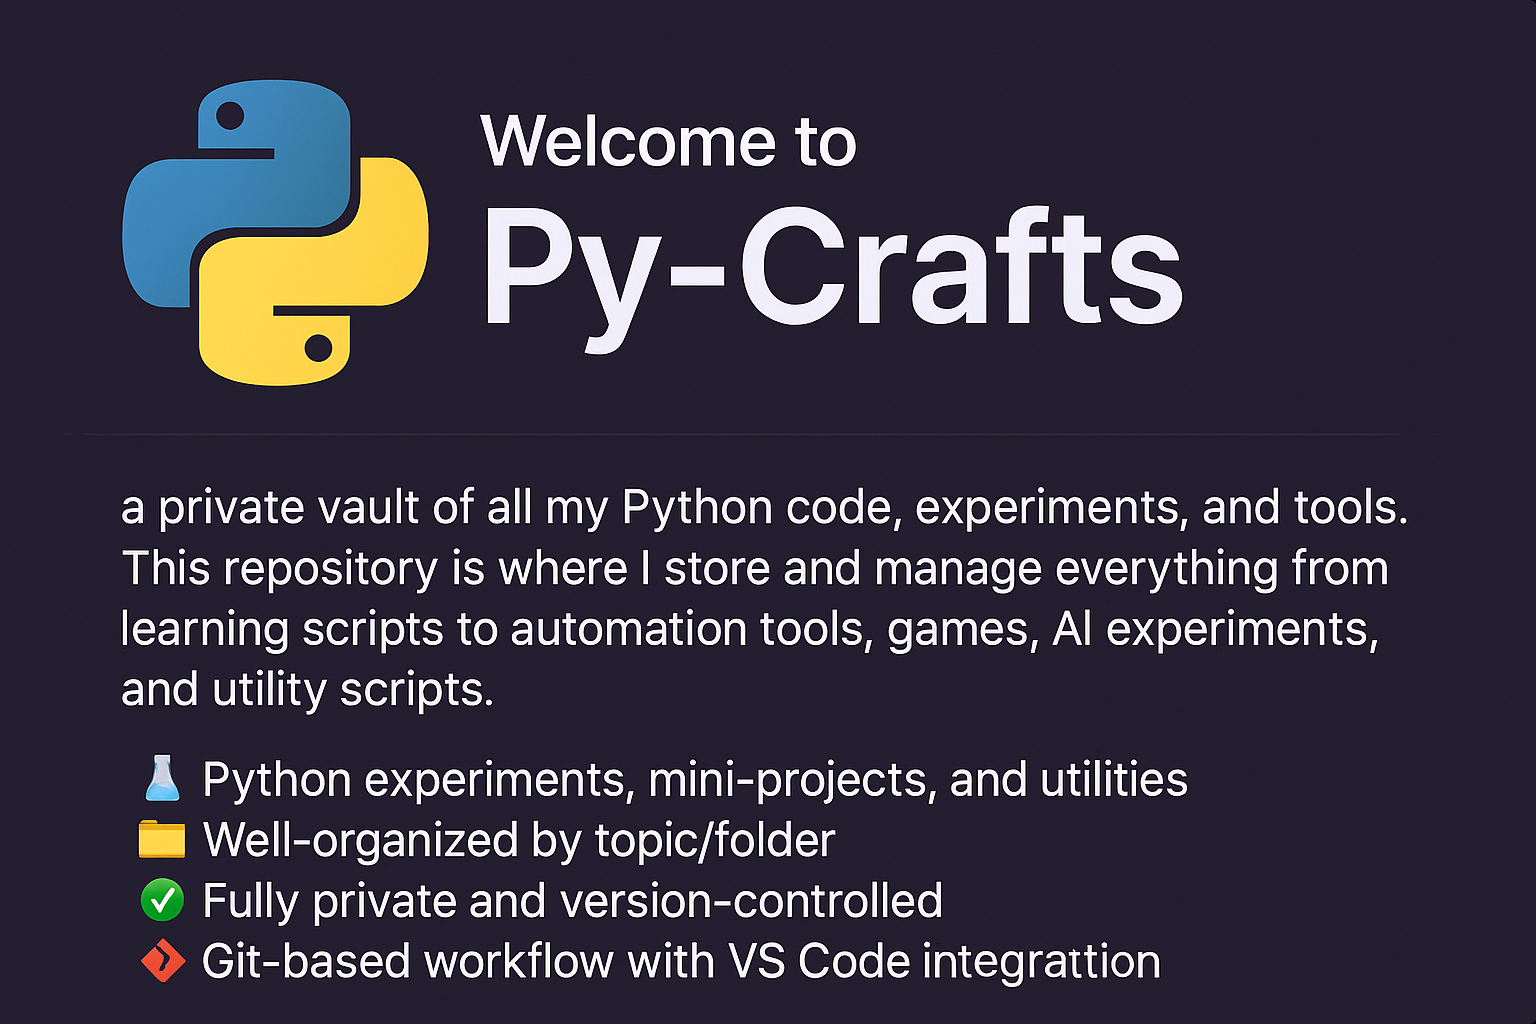 Welcome to
Py-Crafts
a private vault of all my Python code, experiments, and tools.
This repository is where I store and manage everything from
learning scripts to automation tools, games, AI experiments,
and utility scripts.
Python experiments, mini-projects, and utilities
Well-organized by topic/folder
Fully private and version-controlled
Git-based workflow with VS Code integrattion